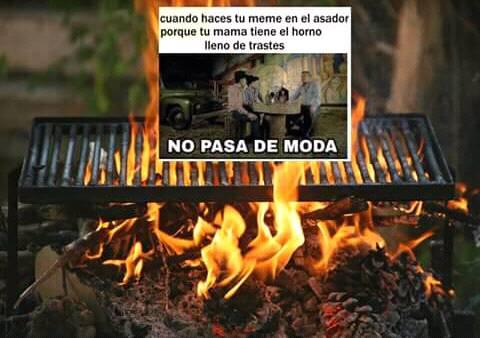 cuando haces tu meme en el asador
porque tu mama tiene el horno
lleno de trastes
NO PASA DE MODA